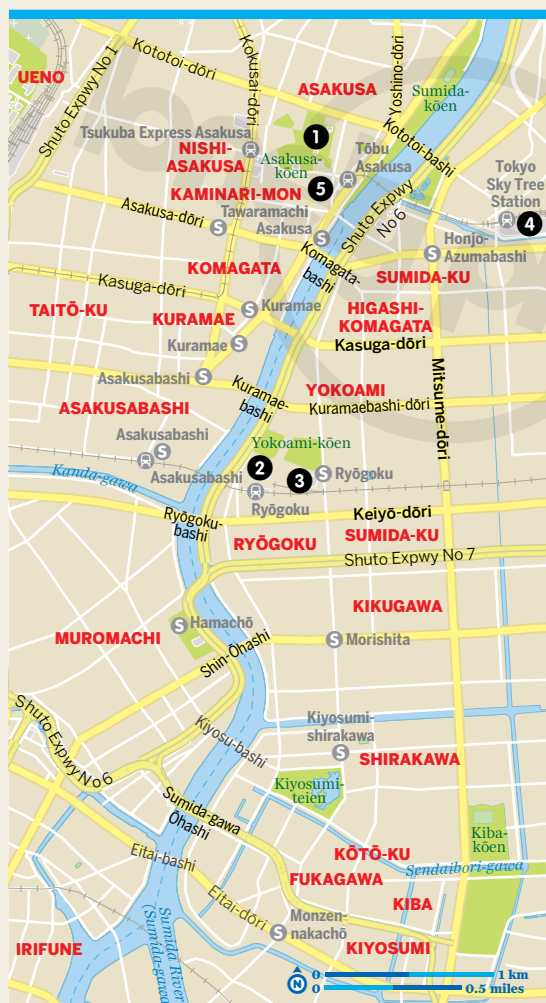 Kototoi-dōri
Kokusai-dōri
Yoshino-dōri
UENO
Shuto Expwy No 1
ASAKUSA
Sumida-
kōen
Tsukuba Express Asakusa
1
Kototoi-bashi
NISHI-
ASAKUSA
Asakusa-
kōen
Tōbu
Asakusa
Tokyo
Sky Tree
Station
KAMINARI-MON
5
4
Asakusa-dōri
Tawaramachi
S
Asakusa
S
Shuto Expwy
No 6
S
Honjo-
Azumabashi
Komagata-
bashi
KOMAGATA
SUMIDA-KU
Kasuga-dōri
TAITŌ-KU
KURAMAE
S
Kuramae
HIGASHI-
KOMAGATA
Kuramae
S
Kasuga-dōri
Asakusabashi
S
Kuramae-
bashi
YOKOAMI
Mitsume-dōri
ASAKUSABASHI
Kuramaebashi-dōri
Asakusabashi
S
Yokoami-kōen
Kanda-gawa
Asakusabashi
2
3
S
Ryōgoku
Ryōgoku
Ryōgoku-
bashi
Keiyō-dōri
RYŌGOKU
SUMIDA-KU
Shuto Expwy No 7
KIKUGAWA
MUROMACHI
S
Hamachō
S
Morishita
Shin-Ōhashi
Shuto Expwy No 6
Kiyosu-bashi
Kiyosumi-
shirakawa
S
SHIRAKAWA
Kiyosumi-
teien
Sumida-gawa
Ōhashi
Kiba-
kōen
Eitai-bashi
KŌTŌ-KU
Sendaibori-gawa
FUKAGAWA
Eitai-dōri
KIBA
Sumida River
(Sumida-gawa)
Monzen-
nakachō
S
IRIFUNE
KIYOSUMI
N
0
1 km
0
0.5 miles